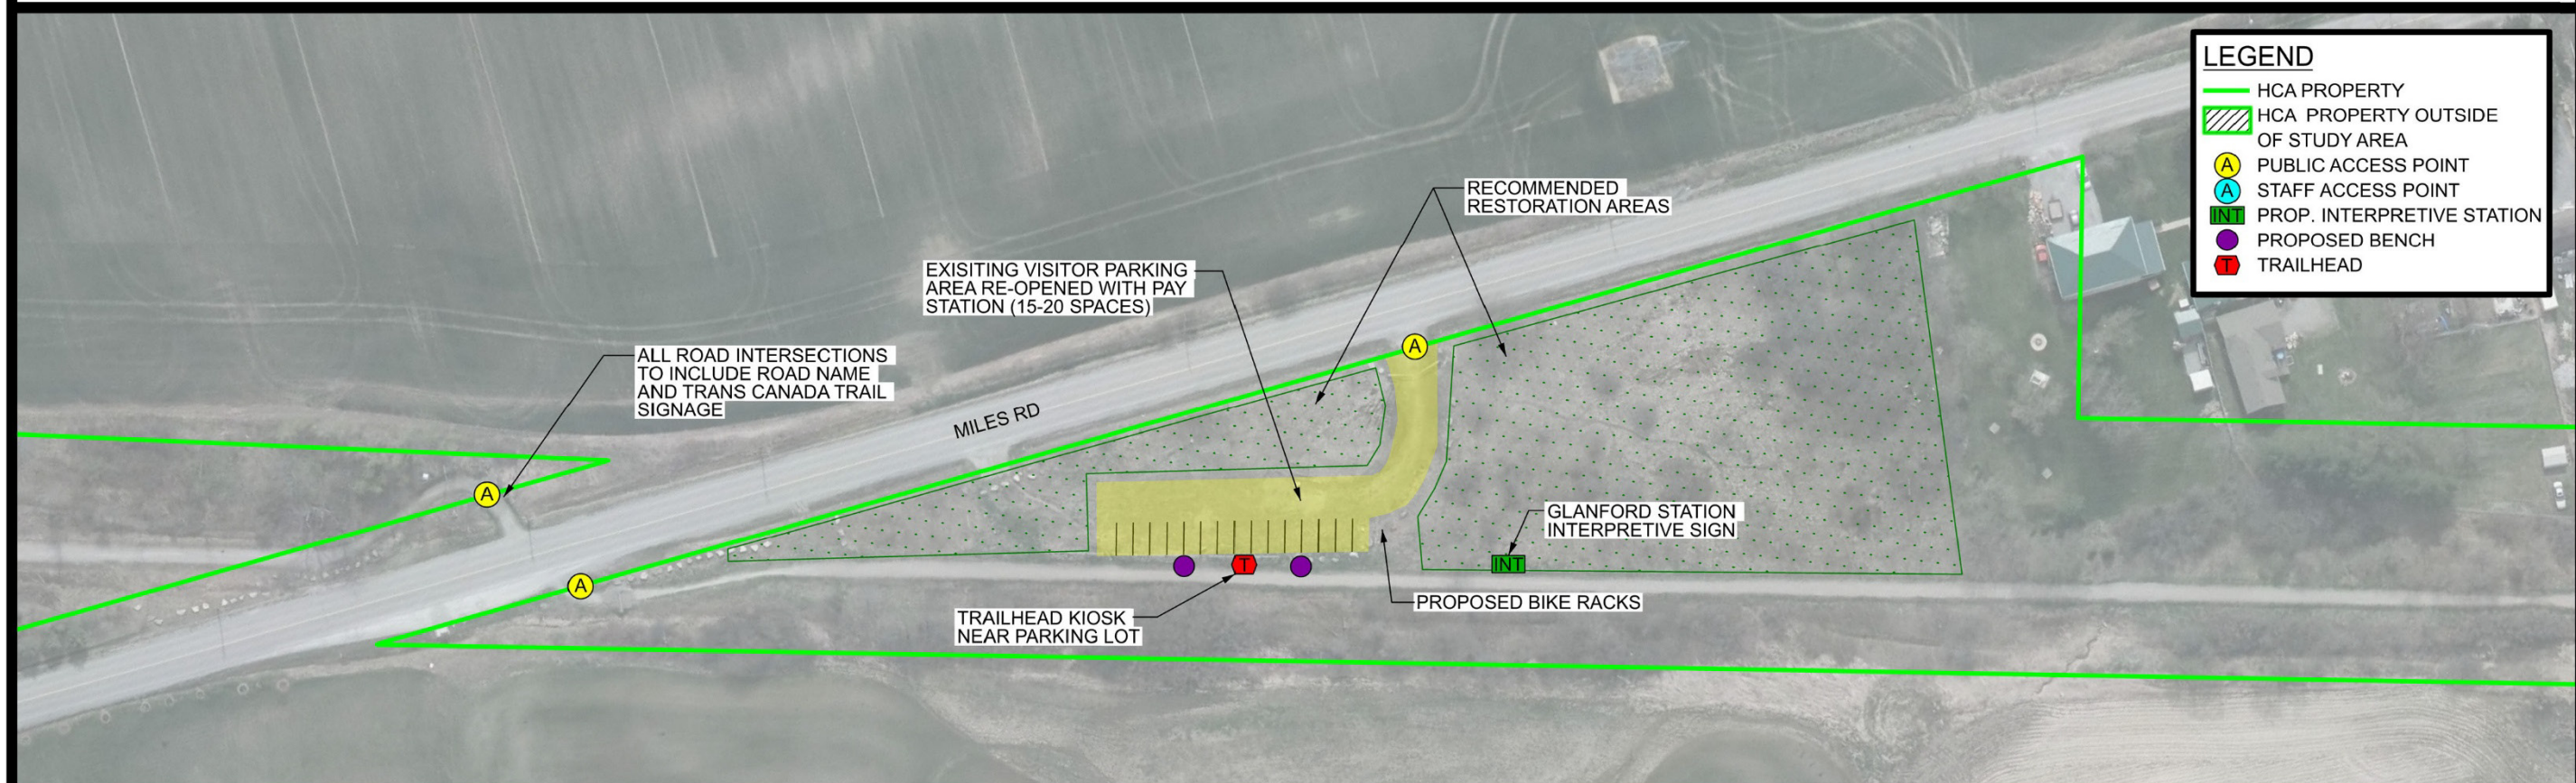 LEGEND
HCA PROPERTY
HCA PROPERTY OUTSIDE
OF STUDY AREA
A PUBLIC ACCESS POINT
A STAFF ACCESS POINT
INT PROP. INTERPRETIVE STATION
PROPOSED BENCH
T TRAILHEAD
RECOMMENDED
RESTORATION AREAS
EXISITING VISITOR PARKING
AREA RE-OPENED WITH PAY
STATION (15-20 SPACES)
ALL ROAD INTERSECTIONS
TO INCLUDE ROAD NAME
AND TRANS CANADA TRAIL
SIGNAGE
A
MILES RD
A
GLANFORD STATION
INTERPRETIVE SIGN
A
T
INT
PROPOSED BIKE RACKS
TRAILHEAD KIOSK
NEAR PARKING LOT